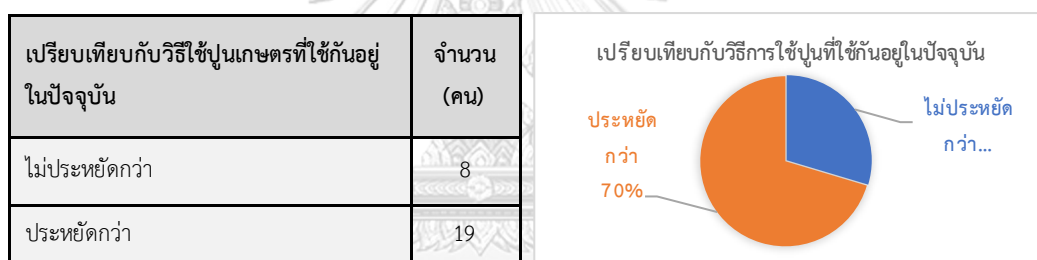 เปรียบเทียบกับวิธีใช้ปูนเกษตรที่ใช้กันอยู่
ในปัจจุบัน
จำนวน
(คน)
ไม่ประหยัดกว่า
8
ประหยัดกว่า
19
เปรียบเทียบกับวิธีการใช้ปูนที่ใช้กันอยู่ในปัจจุบัน
ประหยัด
กว่า
70%
ไม่ประหยัด
กว่า...